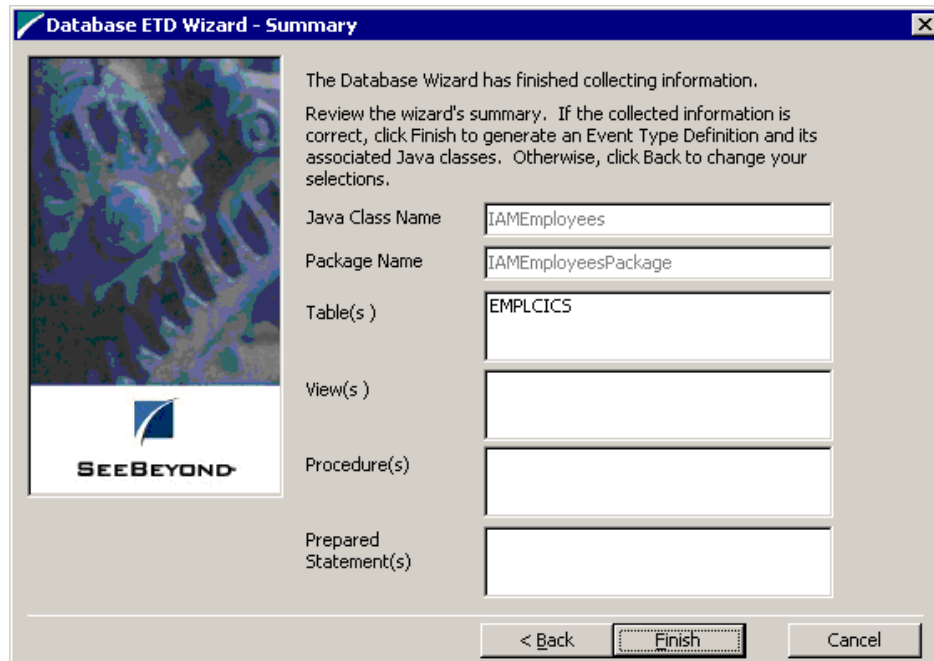 Database ETD Wizard - Summary
The Database Wizard has finished collecting information.
Review the wizard's summary. If the collected information is
correct, click Finish to generate an Event Type Definition and its
associated Java classes. Otherwise, click Back to change your
selections.
Java Class Name
IAMEmployees
Package Name
IAMEmployeesPackage
Table(s )
EMPLCICS
View(s )
SEEBEYOND
Procedure(s)
Prepared
Statement(s)
< Back
Finish
Cancel